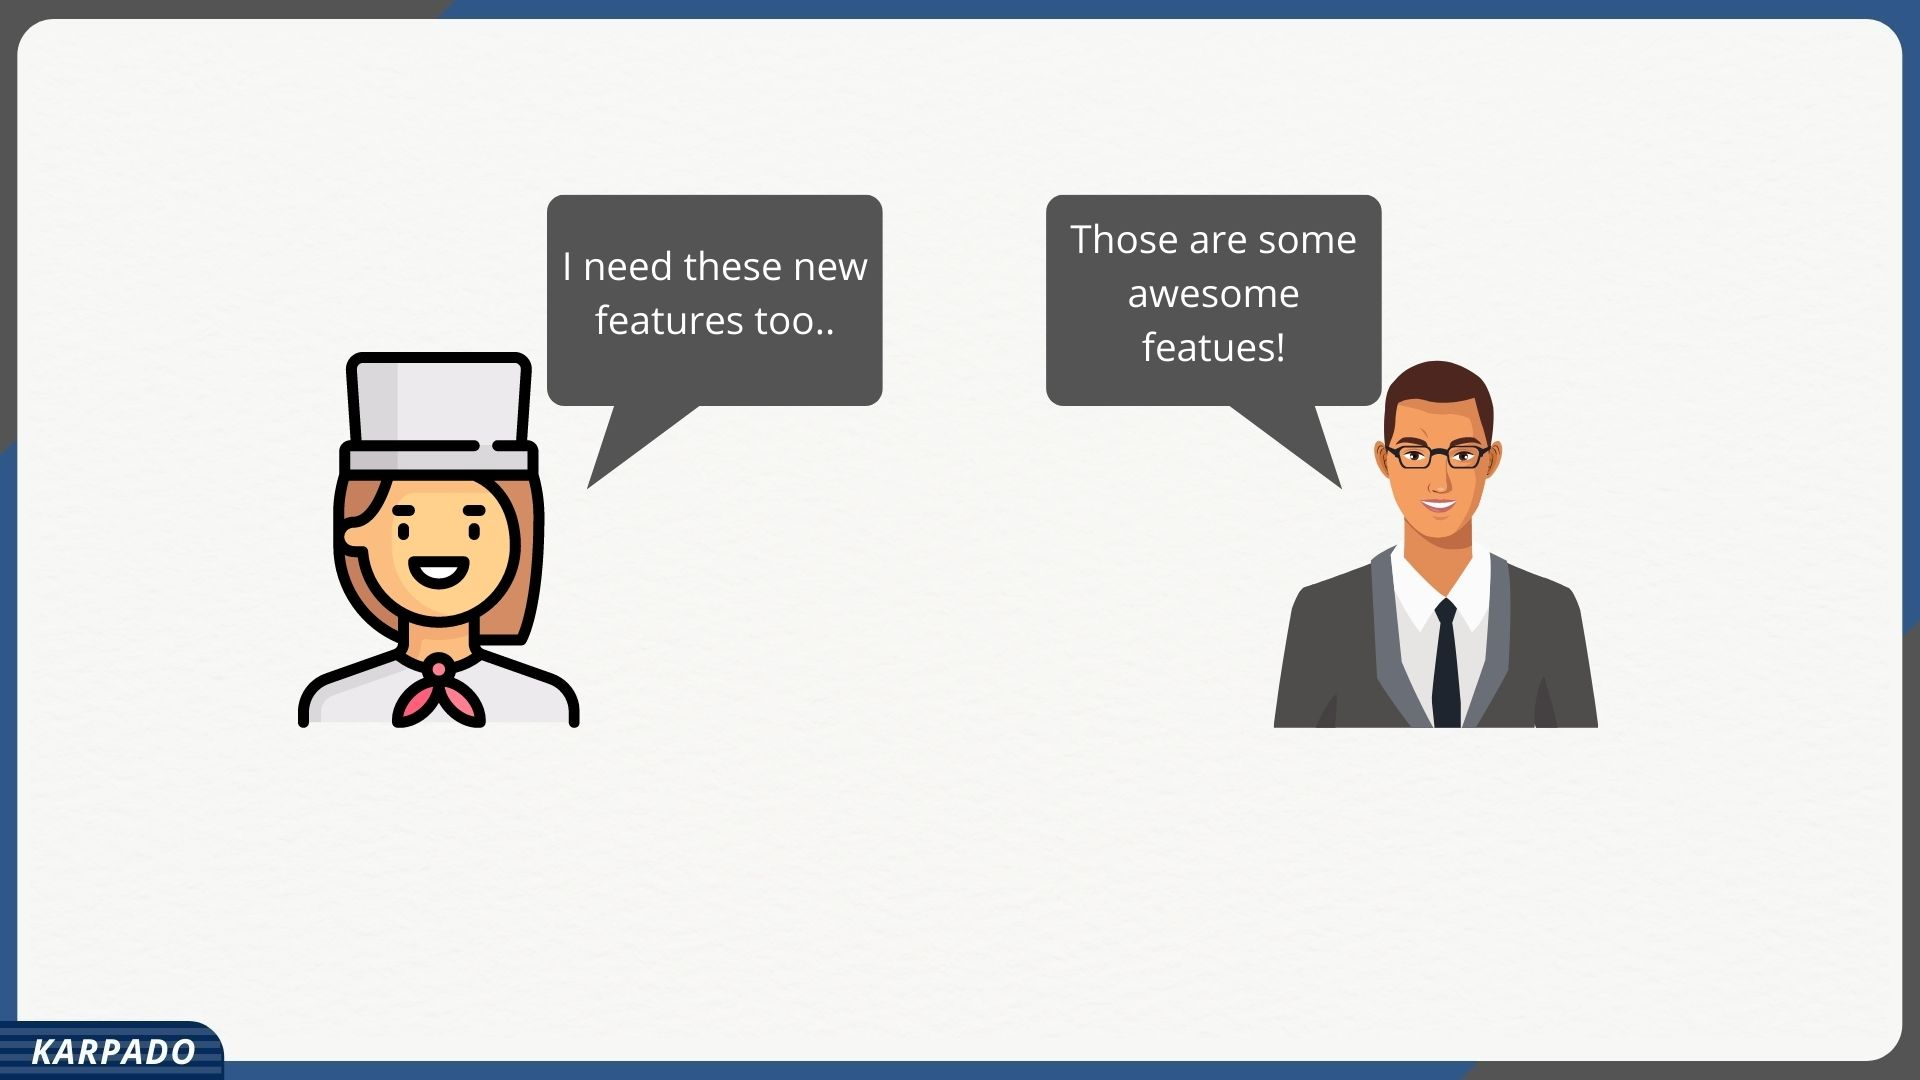 I need these new
features too..
Those are some
awesome
featues!
KARPADO